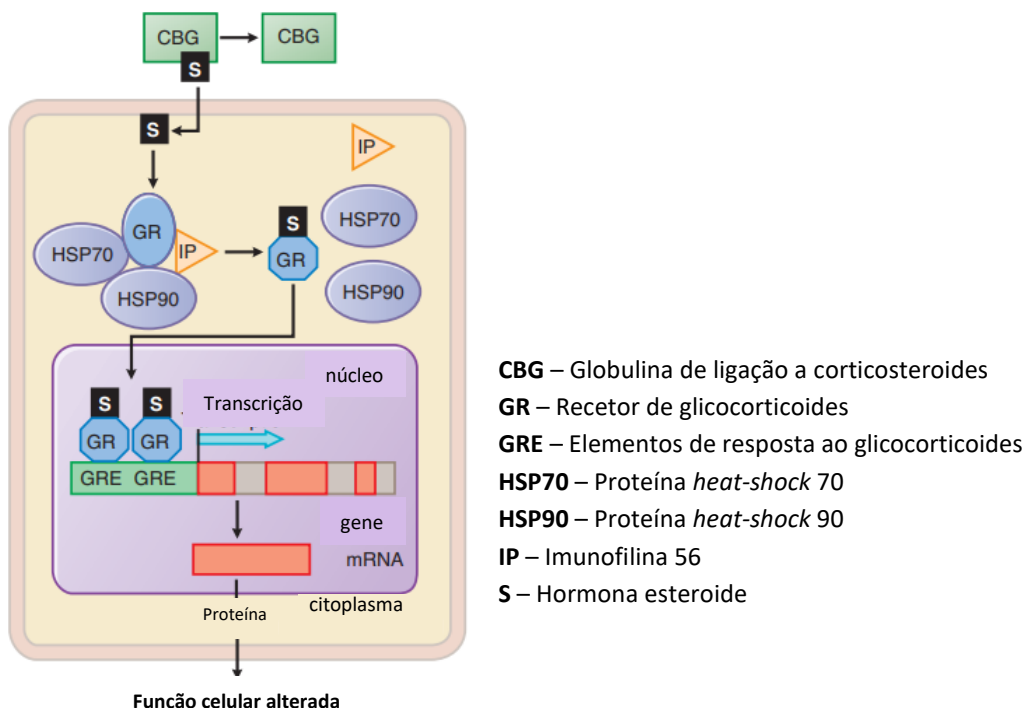 CBG
CBG
S
S
IP
HSP70
GR
IP
HSP90
S
GR
HSP70
HSP90
núcleo
S
S
Transcrição
GR
GR
GRE
GRE
gene
mRNA
citoplasma
Proteína
Função celular alterada
CBG – Globulina de ligação a corticosteroides
GR – Recetor de glicocorticoides
GRE – Elementos de resposta ao glicocorticoides
HSP70 – Proteína heat-shock 70
HSP90 – Proteína heat-shock 90
IP – Imunofilina 56
S – Hormona esteroide